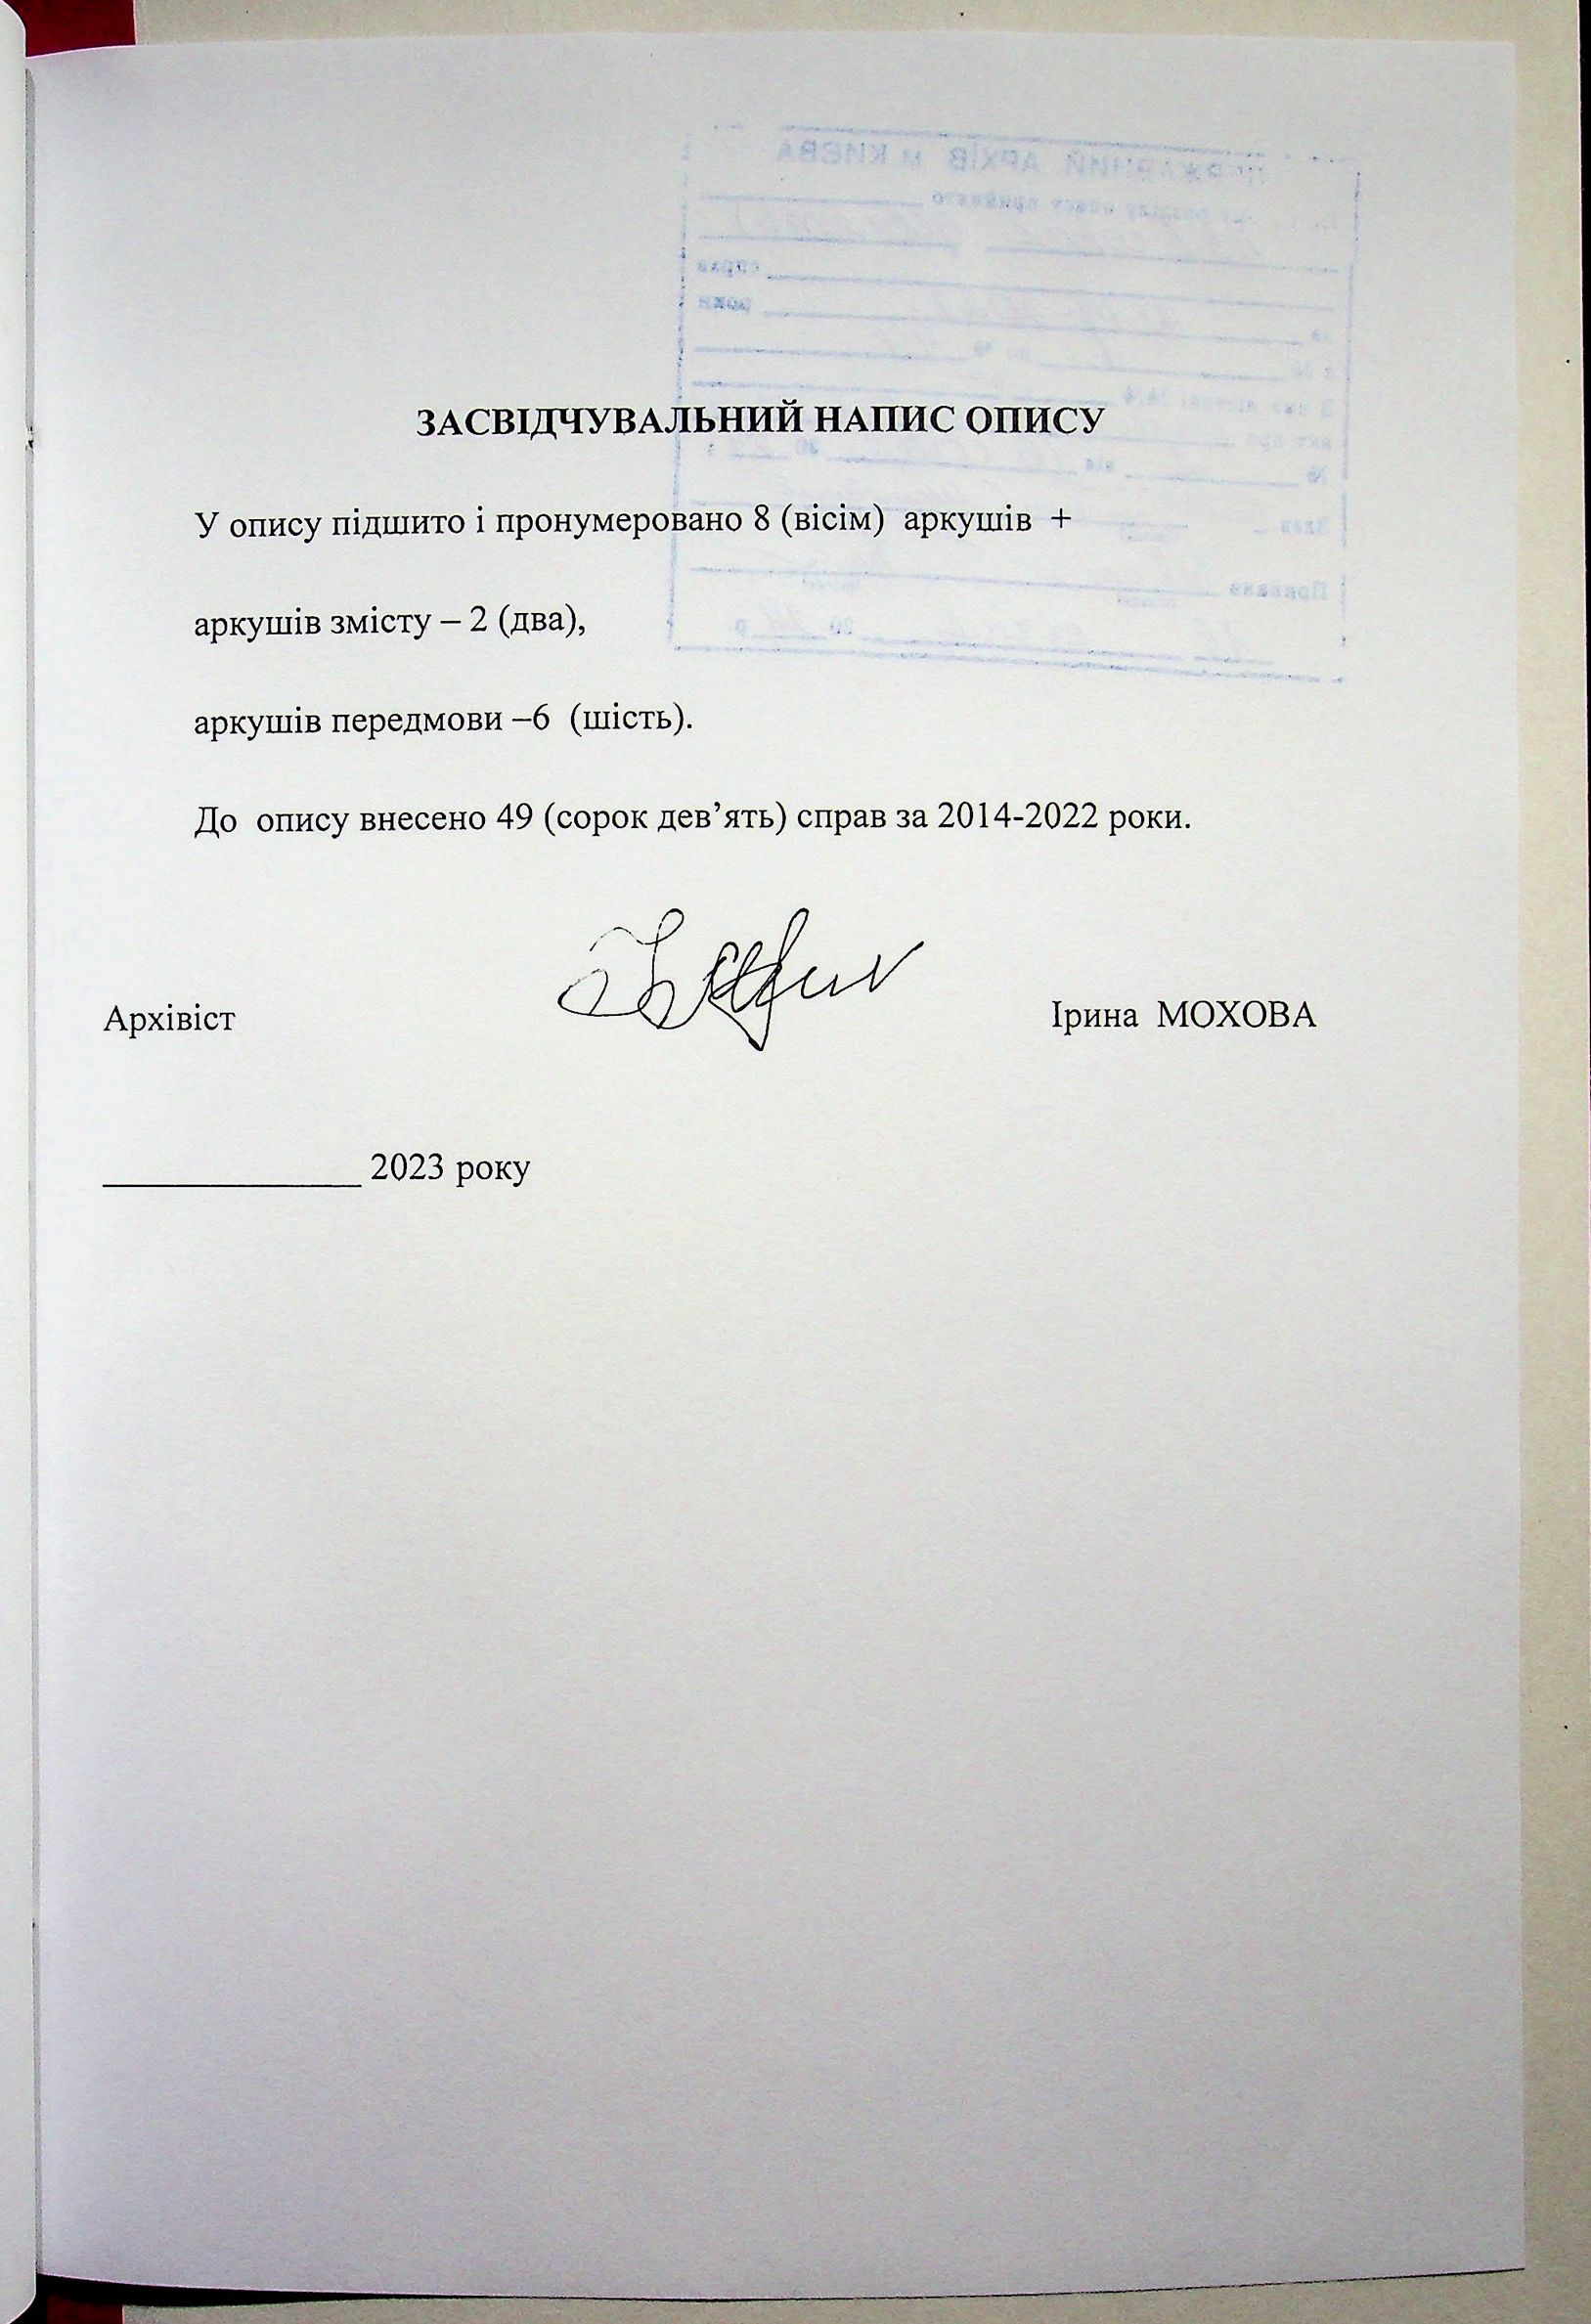 ЗАСВІДЧУВАЛЬНИЙ НАПИС ОПИСУ
У опису підшито і пронумеровано 8 (вісім) аркушів +
аркушів змісту – 2 (два),
аркушів передмови –6 (шість).
До опису внесено 49 (сорок дев’ять) справ за 2014-2022 роки.
Архівіст
Ірина МОХОВА
______________ 2023 року